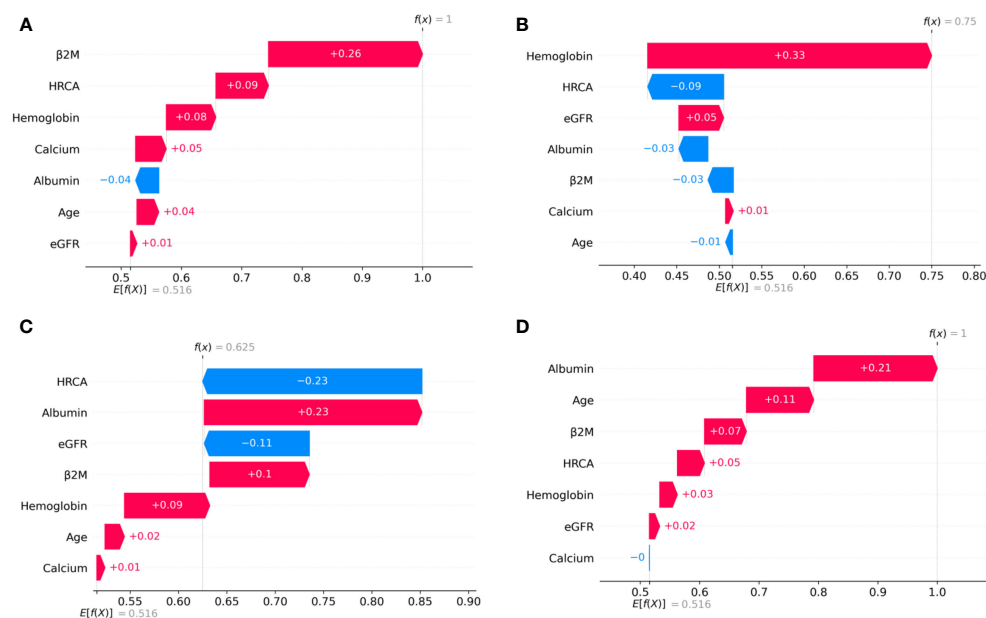 A
f(x) = 1
β2M
+0.26
HRCA
+0.09
Hemoglobin
+0.08
Calcium
+0.05
Albumin
−0.04
Age
+0.04
eGFR
+0.01
0.5 0.6 0.7 0.8 0.9 1.0
E[f(X)] = 0.516
B
f(x) = 0.75
Hemoglobin
+0.33
HRCA
−0.09
eGFR
+0.05
Albumin
−0.03
β2M
−0.03
Calcium
+0.01
Age
−0.01
0.40 0.45 0.50 0.55 0.60 0.65 0.70 0.75 0.80
E[f(X)] = 0.516
C
f(x) = 0.625
HRCA
−0.23
Albumin
+0.23
eGFR
−0.11
β2M
+0.1
Hemoglobin
+0.09
Age
+0.02
Calcium
+0.01
0.55 0.60 0.65 0.70 0.75 0.80 0.85 0.90
E[f(X)] = 0.516
D
f(x) = 1
Albumin
+0.21
Age
+0.11
β2M
+0.07
HRCA
+0.05
Hemoglobin
+0.03
eGFR
+0.02
Calcium
−0
0.5 0.6 0.7 0.8 0.9 1.0
E[f(X)] = 0.516